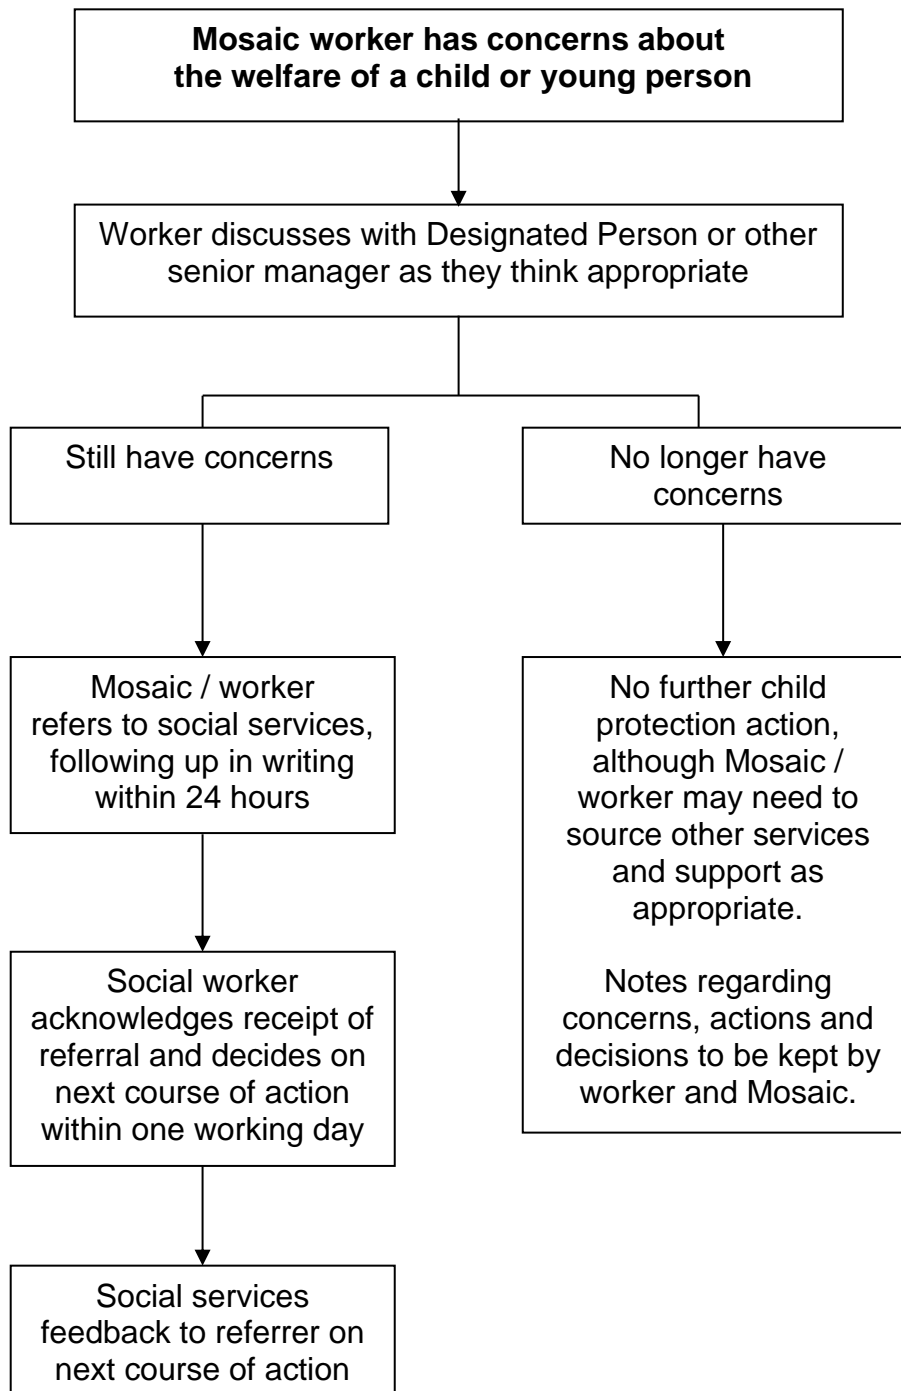 Mosaic worker has concerns about
the welfare of a child or young person
Worker discusses with Designated Person or other
senior manager as they think appropriate
Still have concerns
No longer have
concerns
Mosaic / worker
refers to social services,
following up in writing
within 24 hours
No further child
protection action,
although Mosaic /
worker may need to
source other services
and support as
appropriate.
Notes regarding
concerns, actions and
decisions to be kept by
worker and Mosaic.
Social worker
acknowledges receipt of
referral and decides on
next course of action
within one working day
Social services
feedback to referrer on
next course of action